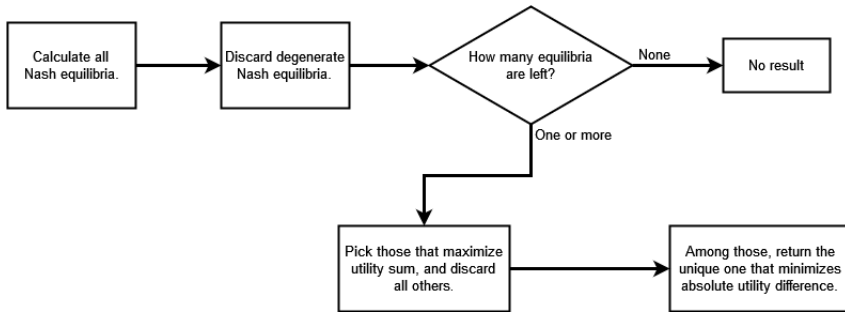 Calculate all
Nash equilibria.
Discard degenerate
Nash equilibria.
How many equilibria
are left?
None
No result
One or more
Pick those that maximize
utility sum, and discard
all others.
Among those, return the
unique one that minimizes
absolute utility difference.